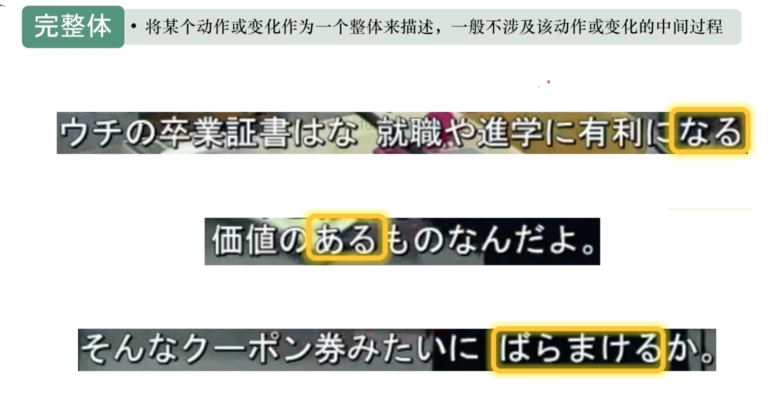 完整体 • 将某个动作或变化作为一个整体来描述，一般不涉及该动作或变化的中间过程
ウチの卒業証書はな 就職や進学に有利になる
価値のあるものなんだよ。
そんなクーポン券みたいに ばらまけるか。